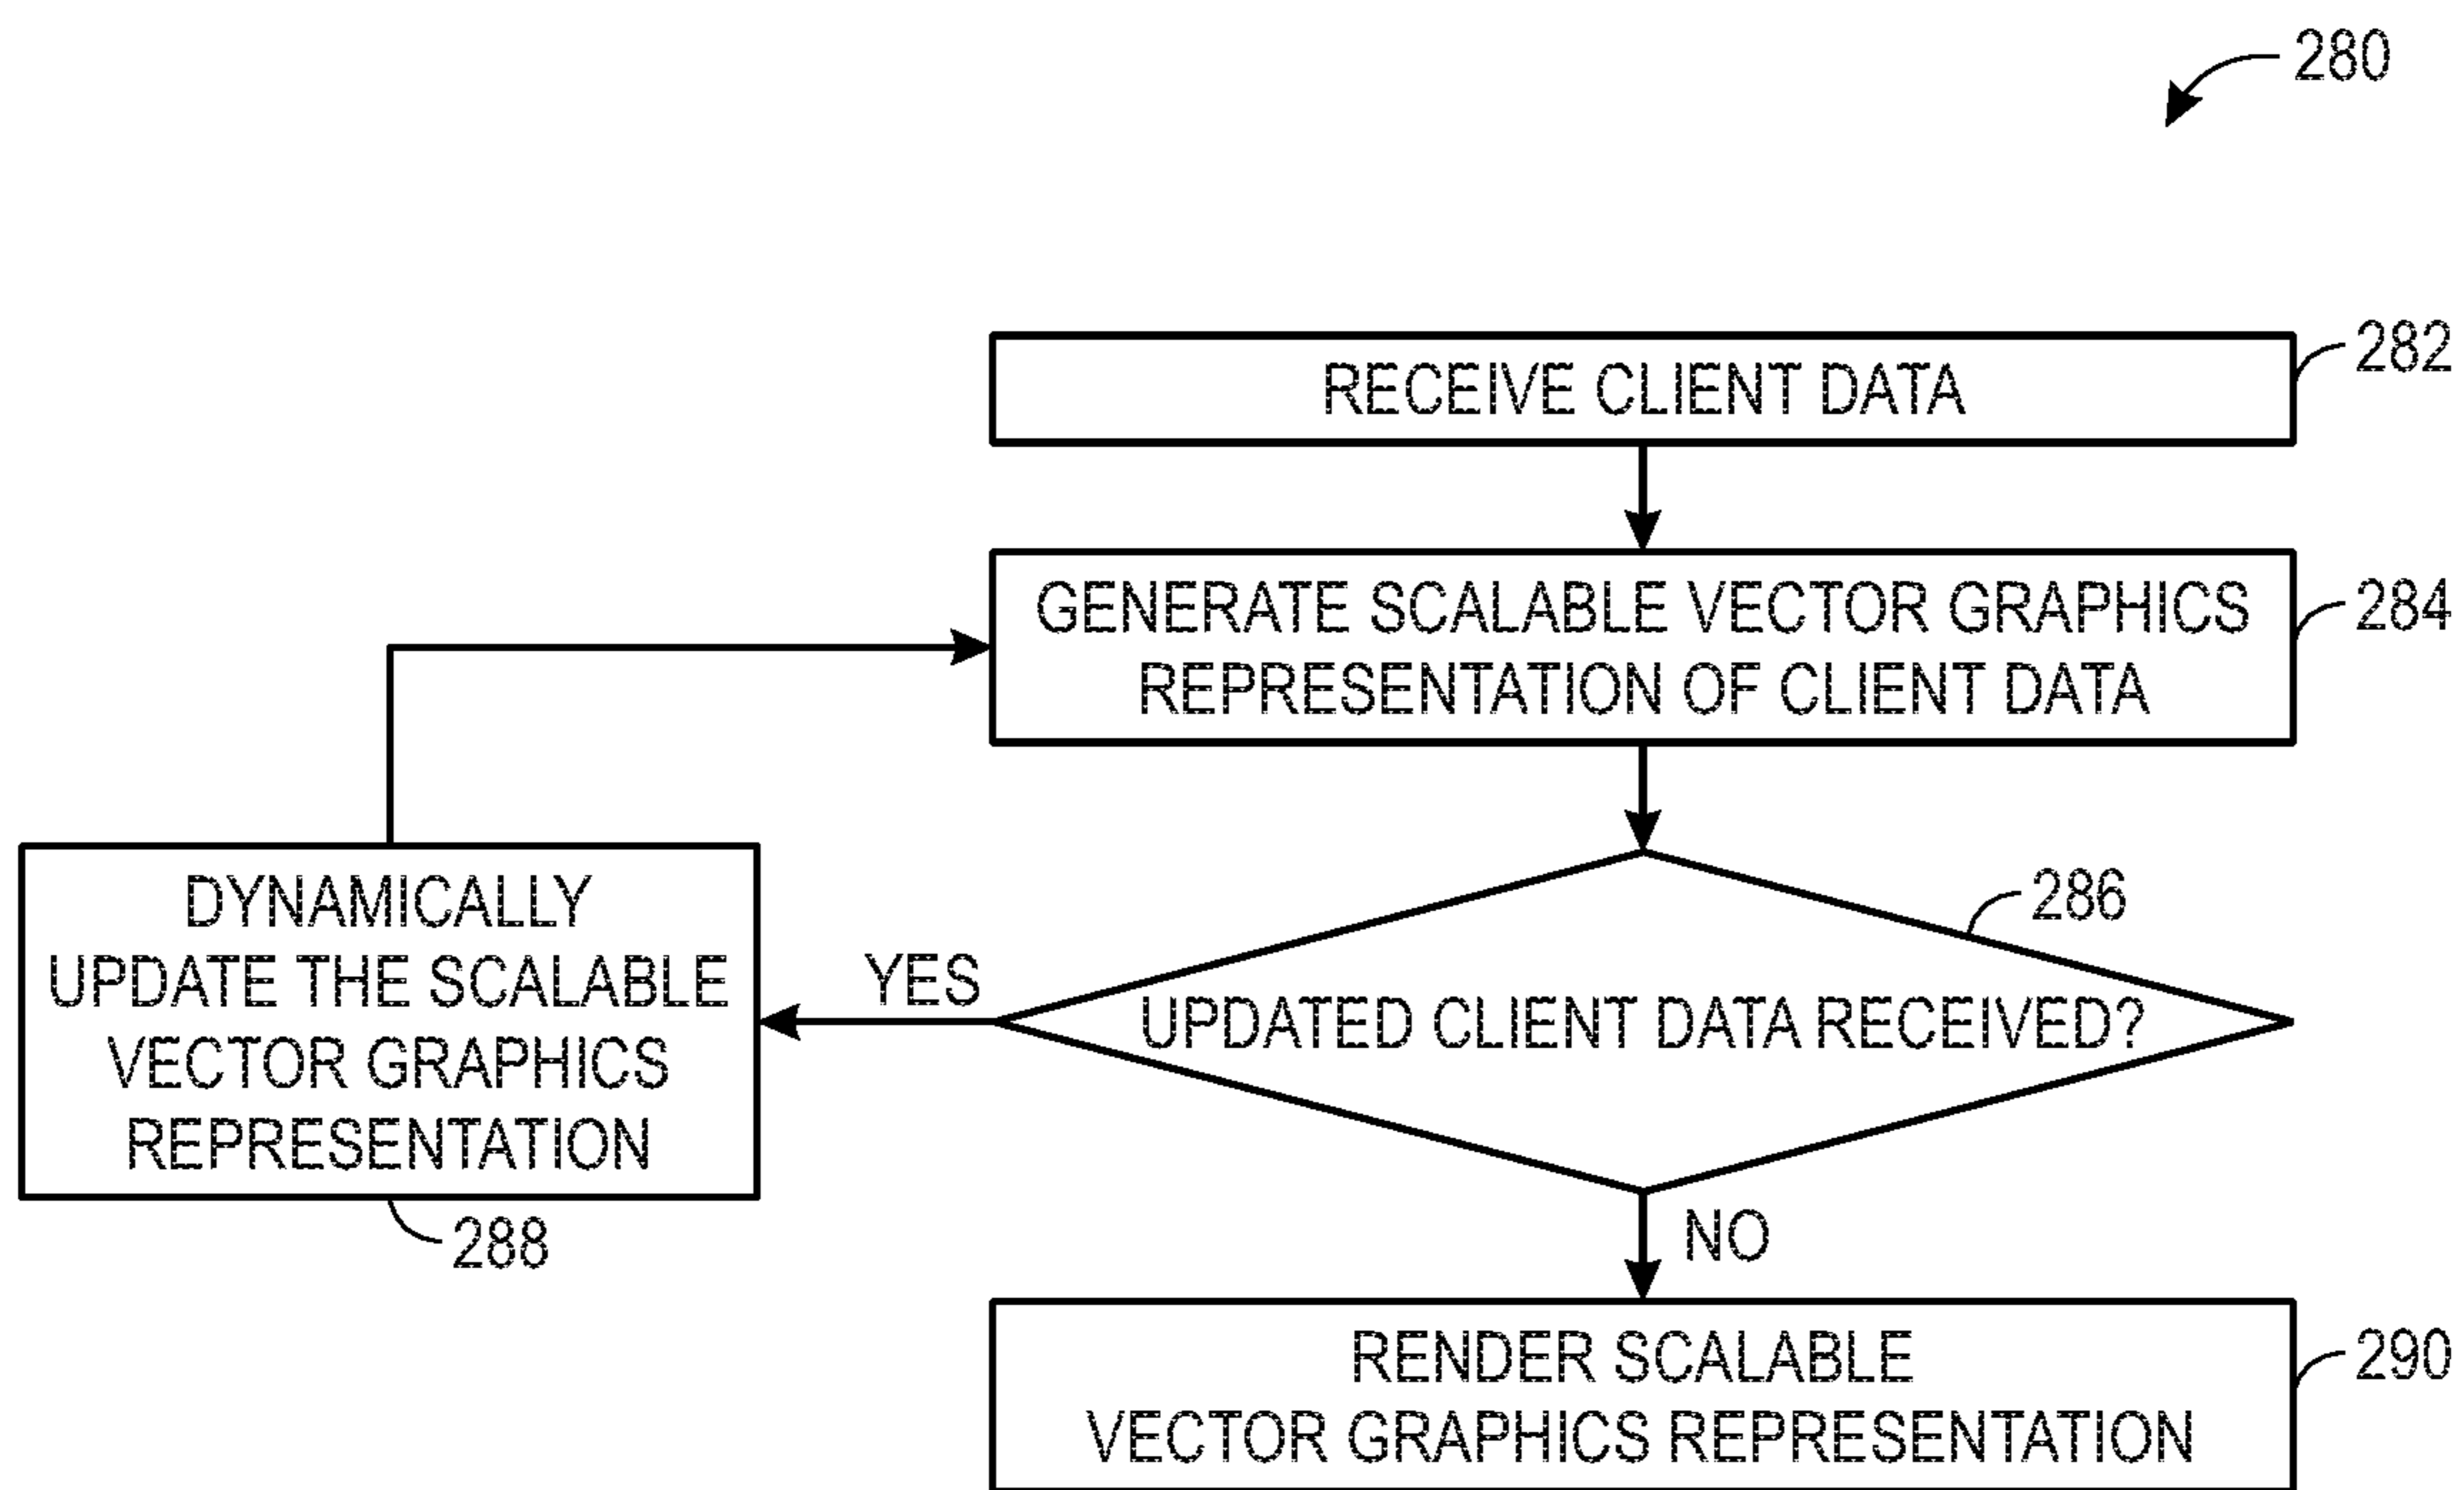 280
RECEIVE CLIENT DATA
282
GENERATE SCALABLE VECTOR GRAPHICS
REPRESENTATION OF CLIENT DATA
284
DYNAMICALLY
UPDATE THE SCALABLE
VECTOR GRAPHICS
REPRESENTATION
288
YES
UPDATED CLIENT DATA RECEIVED?
286
NO
RENDER SCALABLE
VECTOR GRAPHICS REPRESENTATION
290